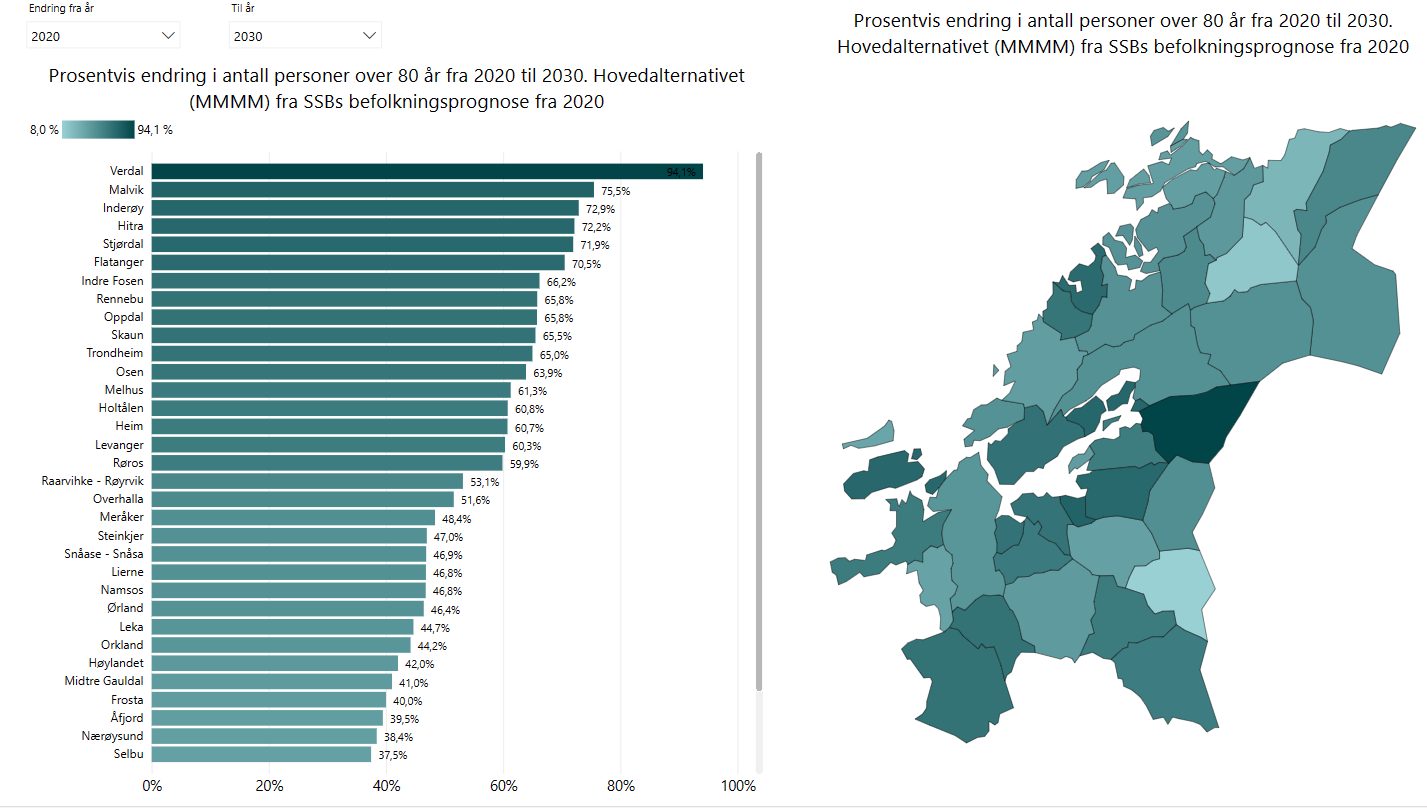 Endring fra år
Til år
2020
2030
Prosentvis endring i antall personer over 80 år fra 2020 til 2030. Hovedalternativet
(MMMM) fra SSBs befolkningsprognose fra 2020
8,0 %
94,1 %
Verdal 94,1%
Malvik 75,5%
Inderøy 72,9%
Hitra 72,2%
Stjørdal 71,9%
Flatanger 70,5%
Indre Fosen 66,2%
Rennebu 65,8%
Oppdal 65,8%
Skaun 65,5%
Trondheim 65,0%
Osen 63,9%
Melhus 61,3%
Holtålen 60,8%
Heim 60,7%
Levanger 60,3%
Røros 59,9%
Raarvihke - Røyrvik 53,1%
Overhalla 51,6%
Meråker 48,4%
Steinkjer 47,0%
Snåase - Snåsa 46,9%
Lierne 46,8%
Namsos 46,8%
Ørland 46,4%
Leka 44,7%
Orkland 44,2%
Høylandet 42,0%
Midtre Gauldal 41,0%
Frosta 40,0%
Åfjord 39,5%
Nærøysund 38,4%
Selbu 37,5%
0% 20% 40% 60% 80% 100%
Prosentvis endring i antall personer over 80 år fra 2020 til 2030.
Hovedalternativet (MMMM) fra SSBs befolkningsprognose fra 2020